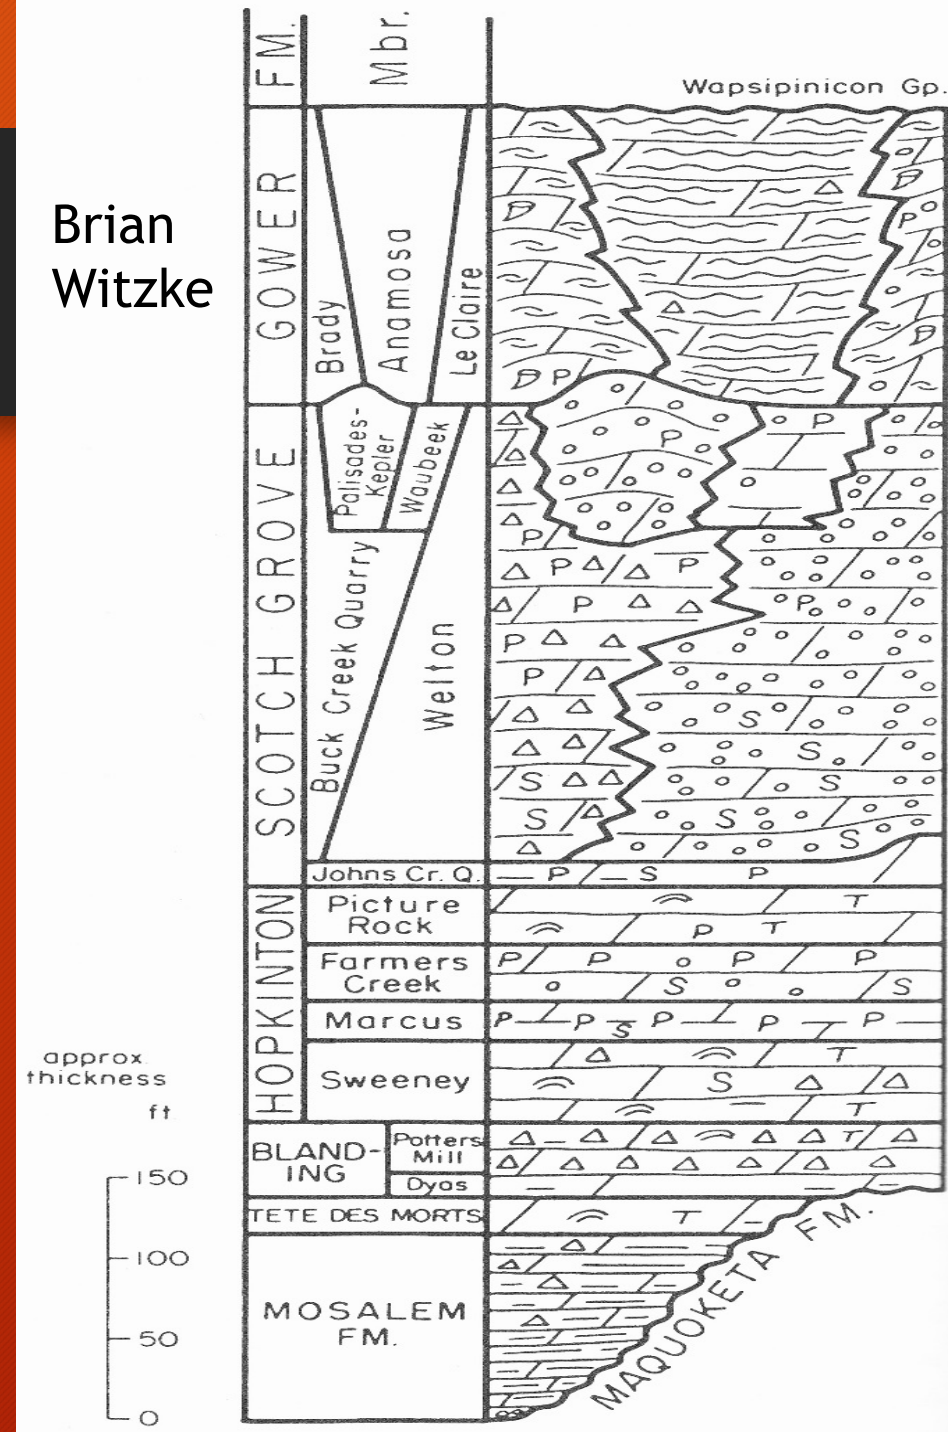 FM.
Mbr.
Wapsipinicon Gp.
Brian
Witzke
GOWER
Brady
Anamosa
Le Claire
SCOTCH GROVE
Palisades-
Kepler
Waubeek
Buck Creek Quarry
Welton
Johns Cr. Q.
HOPKINTON
Picture
Rock
Farmers
Creek
Marcus
Sweeney
BLAND-
ING
Potters
Mill
Dyas
TETE DES MORTS
MOSALEM
FM.
MAQUOKETA FM.
approx.
thickness
ft
150
100
50
0